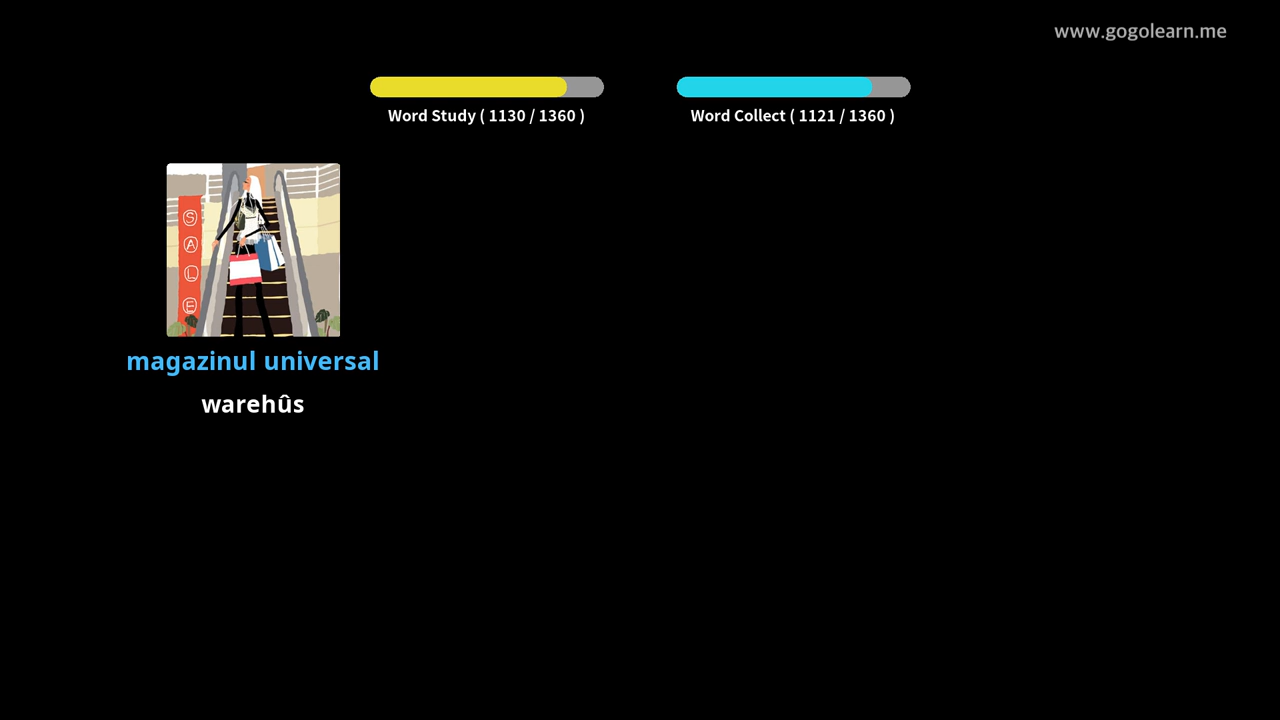 www.gogolearn.me
Word Study ( 1130 / 1360 )
Word Collect ( 1121 / 1360 )
S
A
L
E
magazinul universal
warehûs